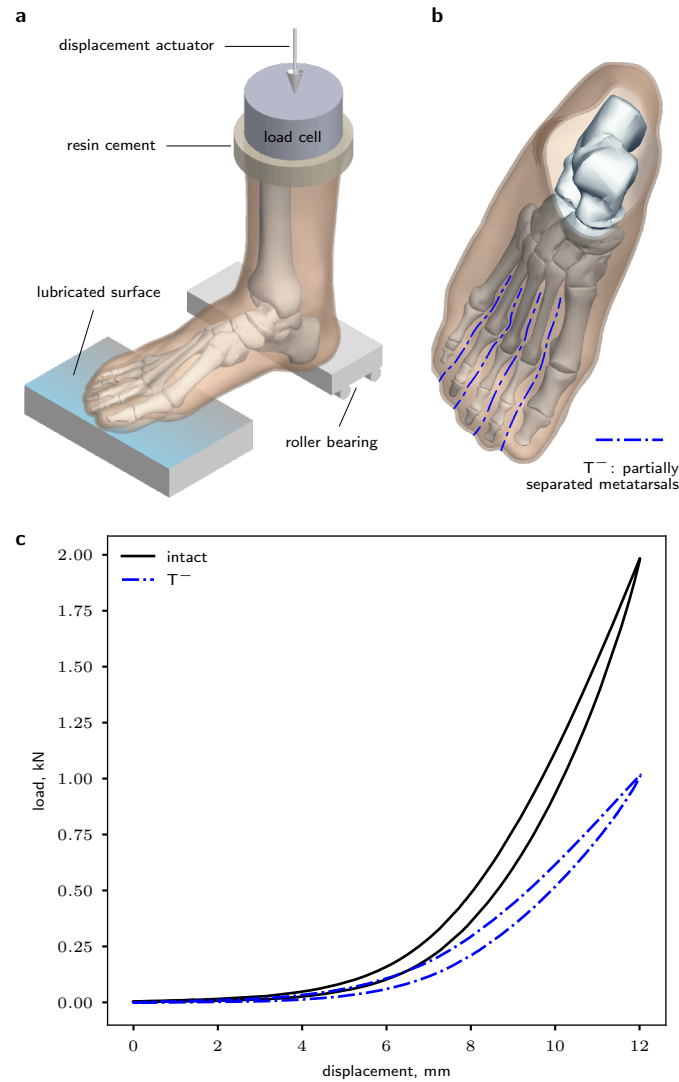 a
displacement actuator
load cell
resin cement
lubricated surface
roller bearing
b
T⁻: partially
separated metatarsals
c
intact
T⁻
2.00
1.75
1.50
1.25
1.00
0.75
0.50
0.25
0.00
load, kN
0 2 4 6 8 10 12
displacement, mm